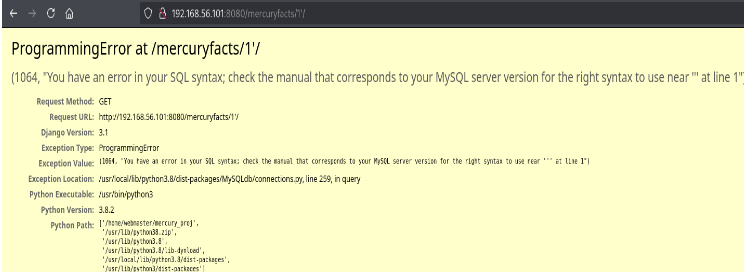 192.168.56.101:8080/mercuryfacts/1'/
ProgrammingError at /mercuryfacts/1'/
(1064, "You have an error in your SQL syntax; check the manual that corresponds to your MySQL server version for the right syntax to use near ''' at line 1")
Request Method: GET
Request URL: http://192.168.56.101:8080/mercuryfacts/1'/
Django Version: 3.1
Exception Type: ProgrammingError
Exception Value: (1064, "You have an error in your SQL syntax; check the manual that corresponds to your MySQL server version for the right syntax to use near ''' at line 1")
Exception Location: /usr/local/lib/python3.8/dist-packages/MySQLdb/connections.py, line 259, in query
Python Executable: /usr/bin/python3
Python Version: 3.8.2
Python Path: ['/home/webmaster/mercury_proj',
'/usr/lib/python38.zip',
'/usr/lib/python3.8',
'/usr/lib/python3.8/lib-dynload',
'/usr/local/lib/python3.8/dist-packages',
'/usr/lib/python3/dist-packages']